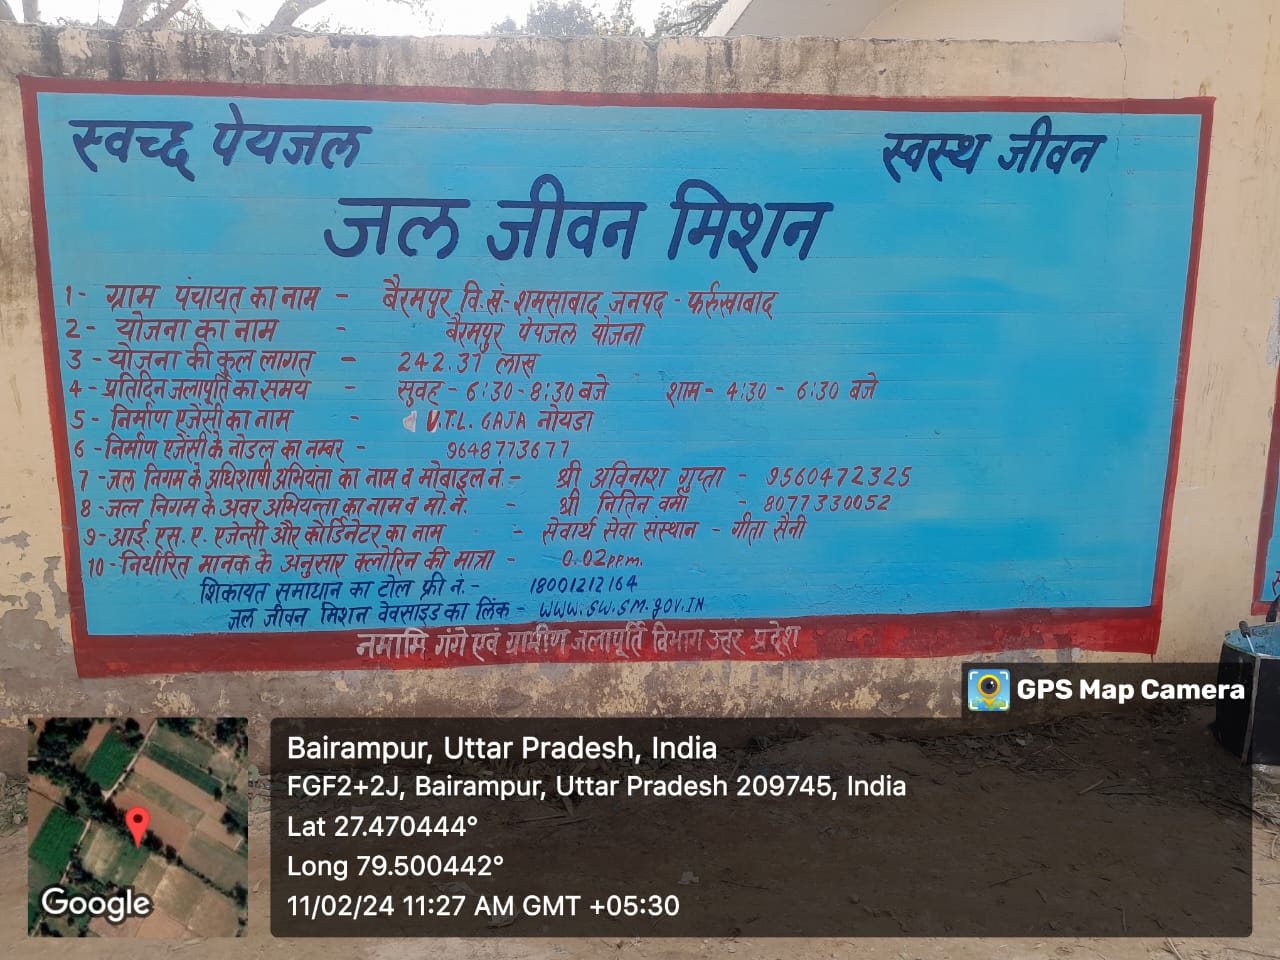 स्वच्छ पेयजल स्वस्थ जीवन
जल जीवन मिशन
1- ग्राम पंचायत का नाम - बैरमपुर वि.खं.-शमसाबाद जनपद - फर्रुखाबाद
2- योजना का नाम - बैरमपुर पेयजल योजना
3- योजना की कुल लागत - 242.37 लाख
4- प्रतिदिन जलापूर्ति का समय - सुवह - 6:30-8:30 बजे शाम- 4:30 - 6:30 बजे
5- निर्माण एजेंसी का नाम - V.T.L. GAJA नोयडा
6-निर्माण एजेंसी के नोडल का नम्बर - 9648773677
7-जल निगम के अधिशाषी अभियंता का नाम व मोबाइल नं.- श्री अविनाश गुप्ता - 9560472325
8-जल निगम के अवर अभियन्ता का नाम व मो.नं. - श्री नितिन वर्मा - 8077330052
9-आई.एस.ए. एजेन्सी और कोर्डिनेटर का नाम - सेवार्थ सेवा संस्थान - गीता सैनी
10-निर्धारित मानक के अनुसार क्लोरिन की मात्रा - 0.02P.P.m.
शिकायत समाधान का टोल फ्री नं.- 18001212164
जल जीवन मिशन वेवसाइड का लिंक - WWW.SW.SM.GOV.IN
नमामि गंगे एवं ग्रामीण जलापूर्ति विभाग उत्तर प्रदेश
GPS Map Camera
Bairampur, Uttar Pradesh, India
FGF2+2J, Bairampur, Uttar Pradesh 209745, India
Lat 27.470444°
Long 79.500442°
11/02/24 11:27 AM GMT +05:30
Google